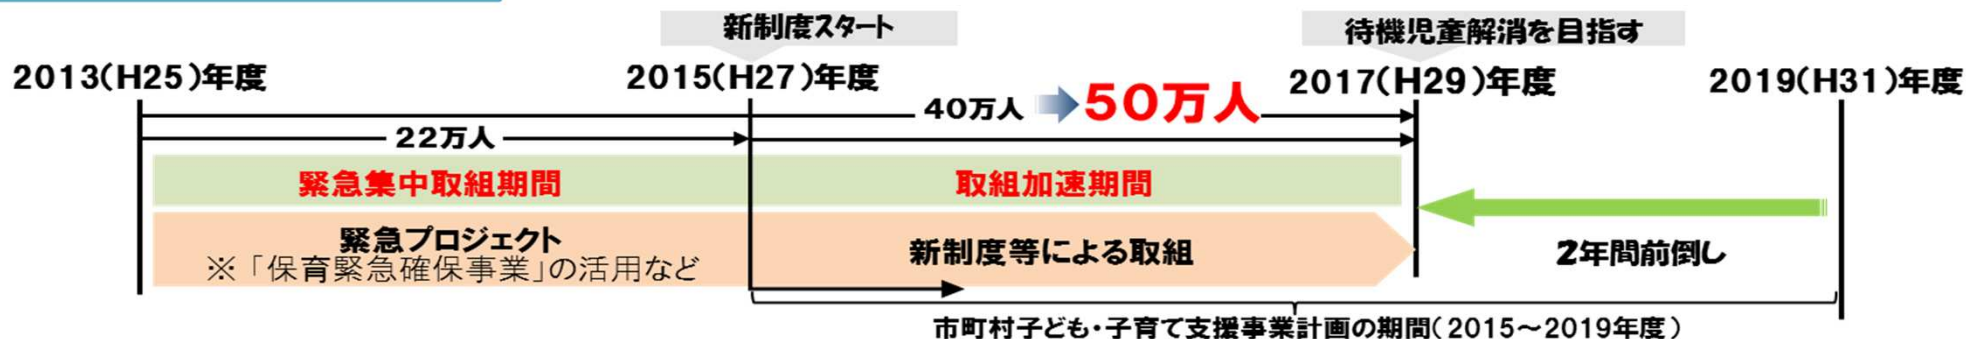 新制度スタート
待機児童解消を目指す
2013(H25)年度
2015(H27)年度
2017(H29)年度
2019(H31)年度
40万人
50万人
22万人
緊急集中取組期間
取組加速期間
緊急プロジェクト
※「保育緊急確保事業」の活用など
新制度等による取組
2年間前倒し
市町村子ども・子育て支援事業計画の期間(2015~2019年度)